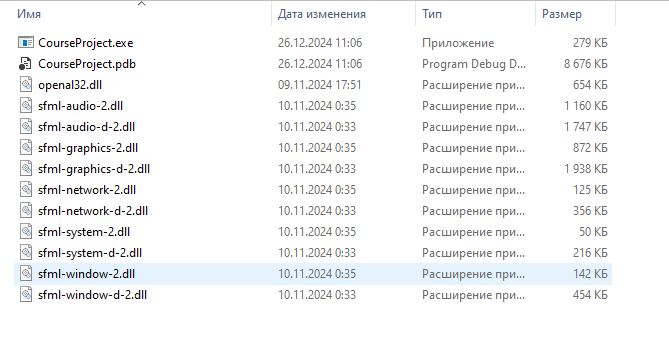 Имя Дата изменения Тип Размер
CourseProject.exe 26.12.2024 11:06 Приложение 279 КБ
CourseProject.pdb 26.12.2024 11:06 Program Debug D... 8 676 КБ
openal32.dll 09.11.2024 17:51 Расширение при... 654 КБ
sfml-audio-2.dll 10.11.2024 0:35 Расширение при... 1 160 КБ
sfml-audio-d-2.dll 10.11.2024 0:33 Расширение при... 1 747 КБ
sfml-graphics-2.dll 10.11.2024 0:35 Расширение при... 872 КБ
sfml-graphics-d-2.dll 10.11.2024 0:33 Расширение при... 1 938 КБ
sfml-network-2.dll 10.11.2024 0:35 Расширение при... 125 КБ
sfml-network-d-2.dll 10.11.2024 0:33 Расширение при... 356 КБ
sfml-system-2.dll 10.11.2024 0:35 Расширение при... 50 КБ
sfml-system-d-2.dll 10.11.2024 0:33 Расширение при... 216 КБ
sfml-window-2.dll 10.11.2024 0:35 Расширение при... 142 КБ
sfml-window-d-2.dll 10.11.2024 0:33 Расширение при... 454 КБ